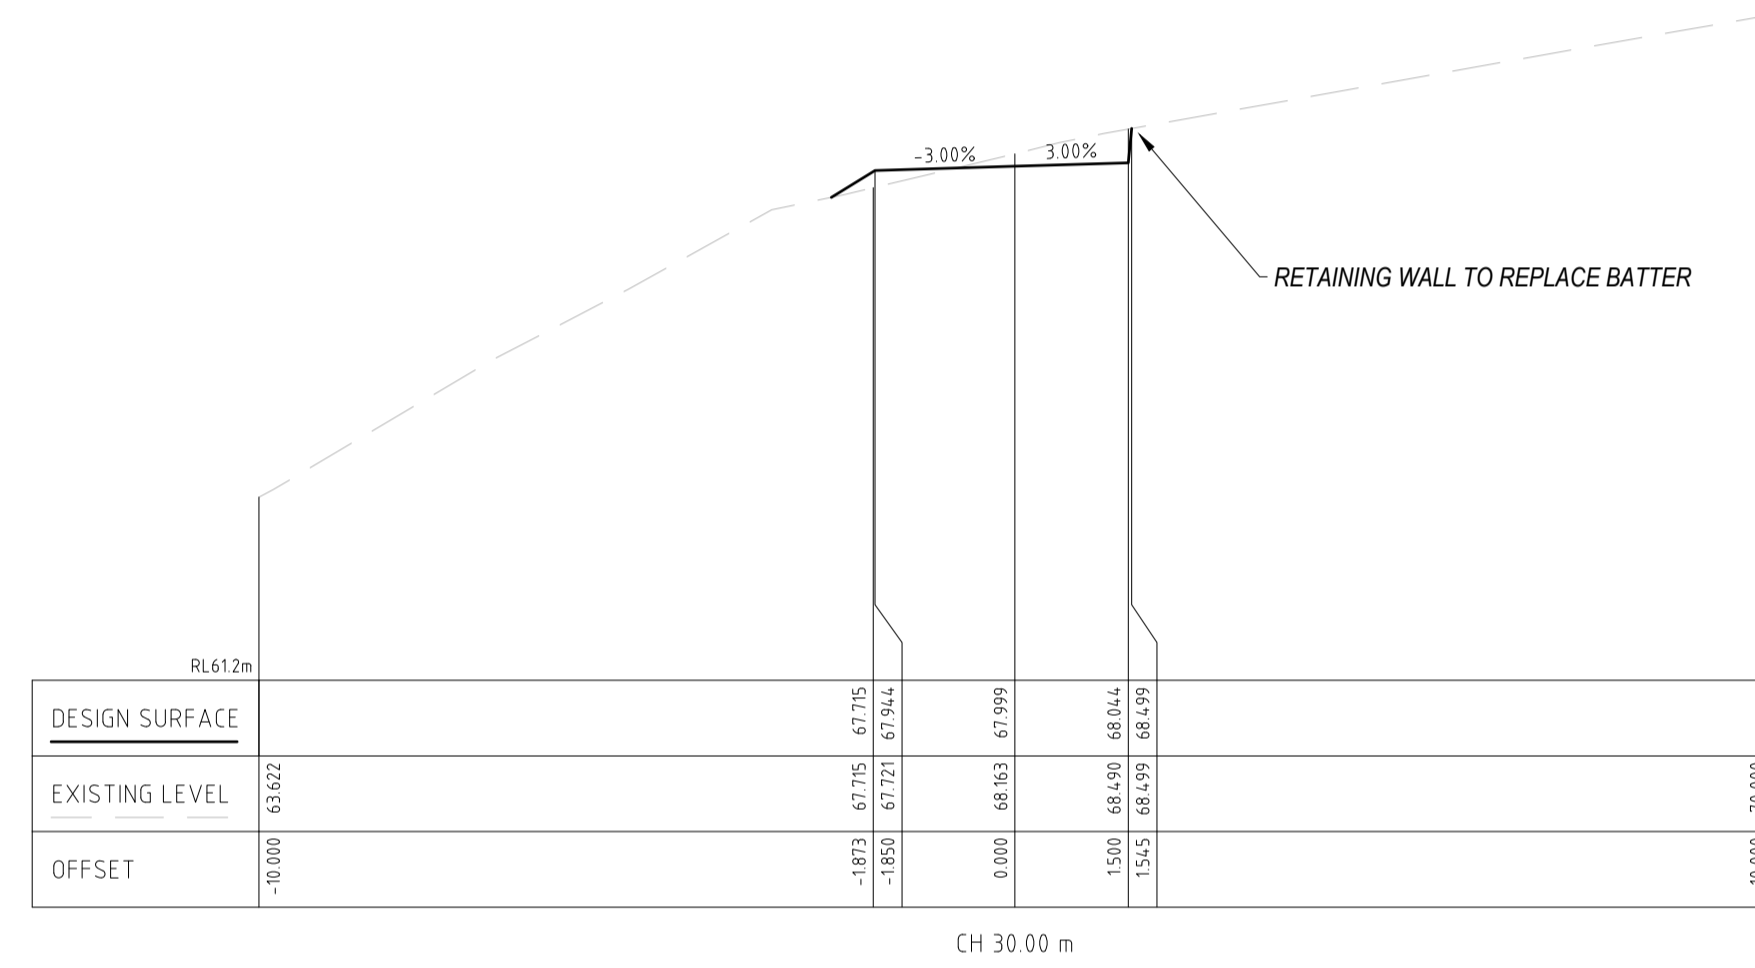 -3.00% 3.00%
RETAINING WALL TO REPLACE BATTER
RL61.2m
DESIGN SURFACE 67.715 67.944 67.999 68.044 68.499
EXISTING LEVEL 63.622 67.715 67.721 68.163 68.490 68.499
OFFSET -10.000 -1.873 -1.850 0.000 1.500 1.545
CH 30.00 m